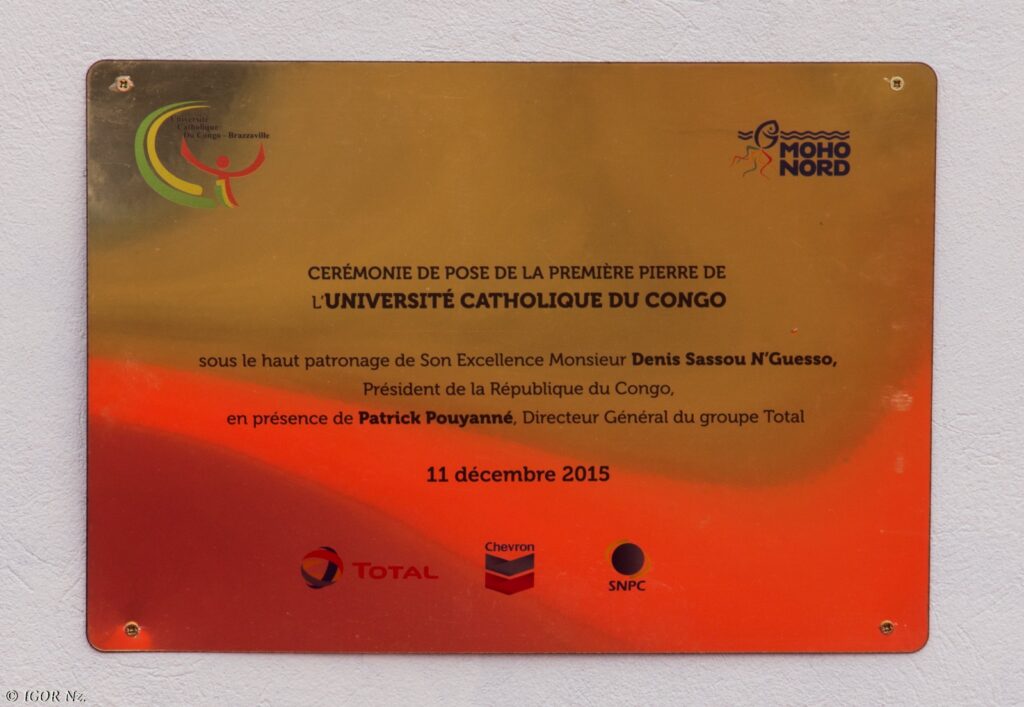 Université
Catholique
Du Congo - Brazzaville
MOHO
NORD
CERÉMONIE DE POSE DE LA PREMIÈRE PIERRE DE
L'UNIVERSITÉ CATHOLIQUE DU CONGO
sous le haut patronage de Son Excellence Monsieur Denis Sassou N'Guesso,
Président de la République du Congo,
en présence de Patrick Pouyanné, Directeur Général du groupe Total
11 décembre 2015
TOTAL
Chevron
SNPC
© IGOR Nz.